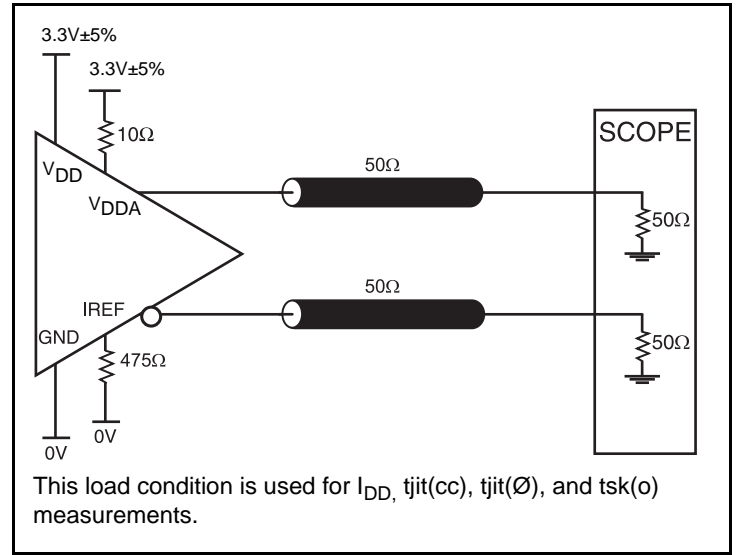 3.3V±5%
3.3V±5%
10Ω
SCOPE
VDD
50Ω
VDDA
50Ω
50Ω
IREF
GND
50Ω
475Ω
0V
0V
This load condition is used for IDD, tjit(cc), tjit(Ø), and tsk(o)
measurements.